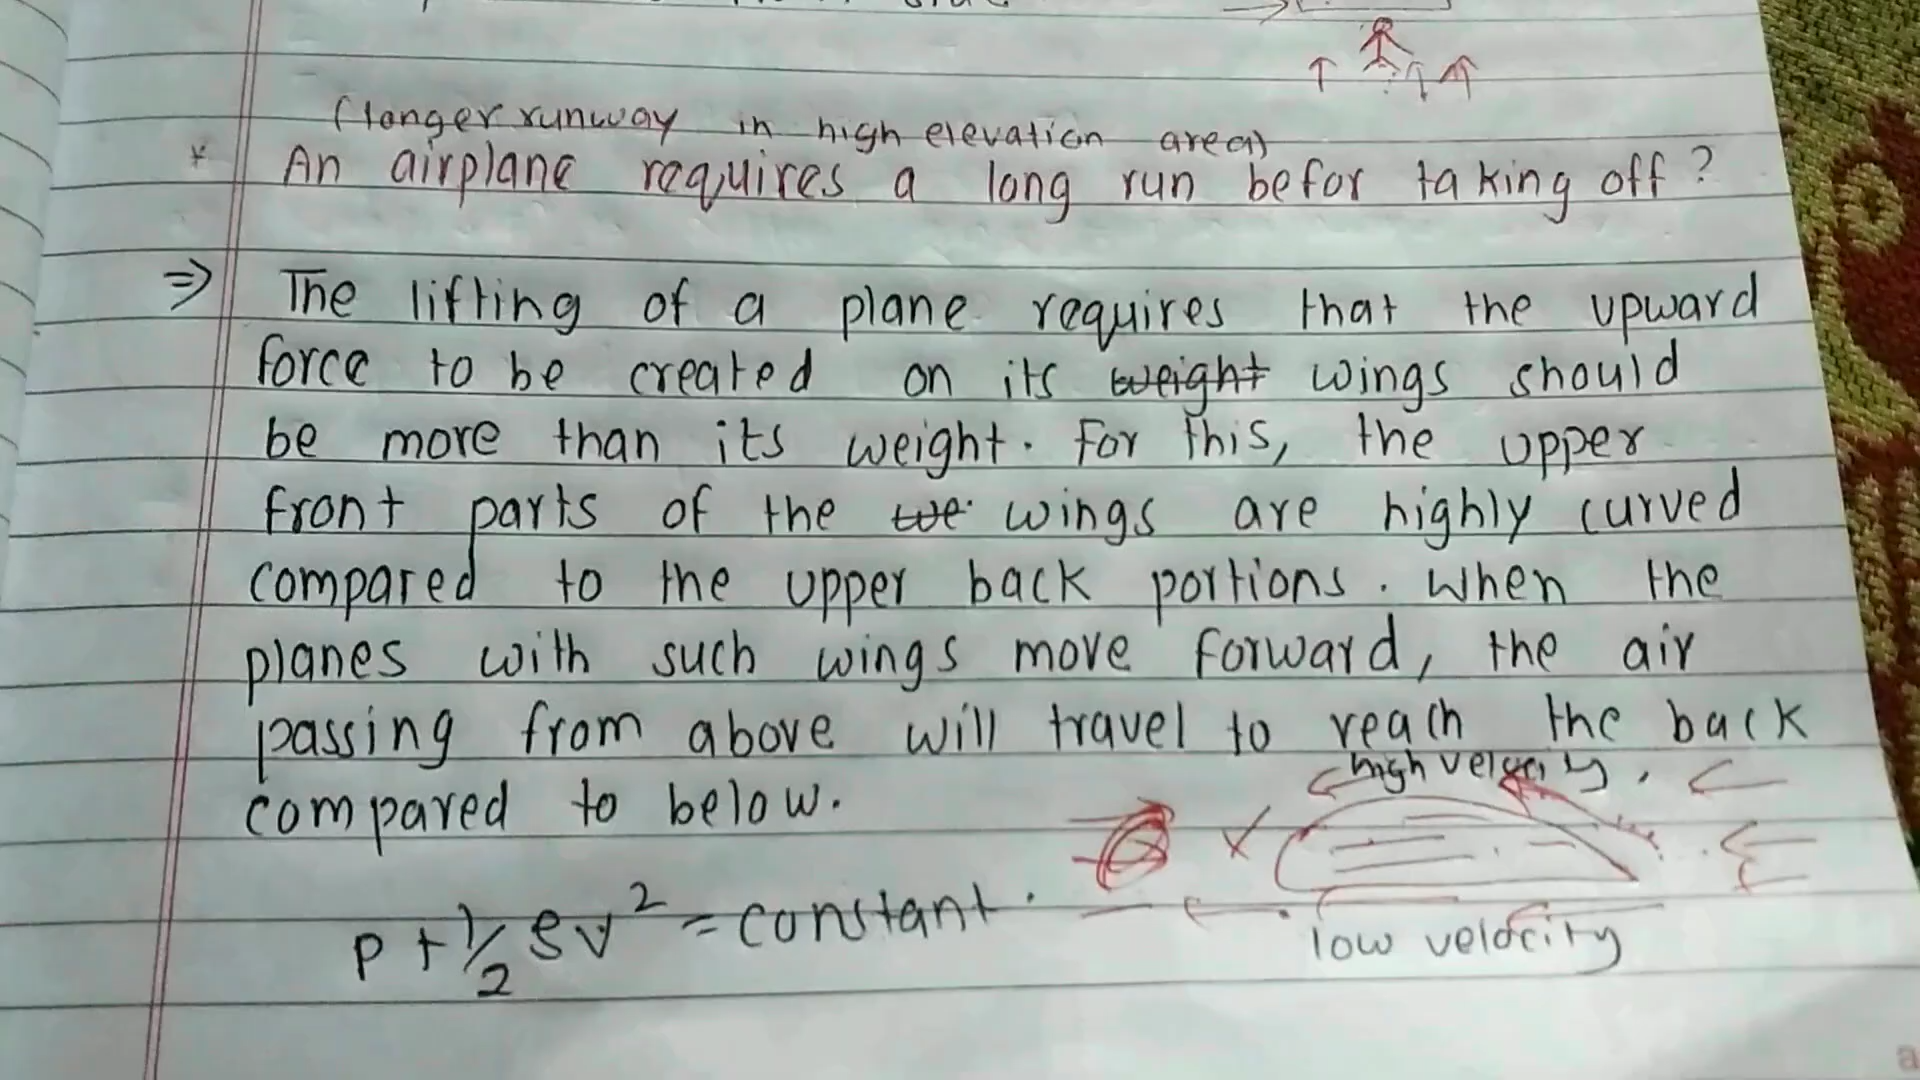 (longer runway in high elevation area)
* An airplane requires a long run befor taking off ?
⇒ The lifting of a plane requires that the upward
force to be created on its weight wings should
be more than its weight. For this, the upper
front parts of the we wings are highly curved
compared to the upper back portions. When the
planes with such wings move forward, the air
passing from above will travel to reach the back
compared to below.
high velocity
P + 1/2 ρv² = constant.
low velocity